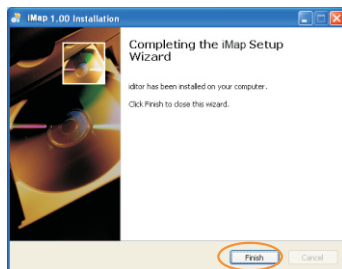 iMap 1.00 Installation
Completing the iMap Setup
Wizard
iditor has been installed on your computer.
Click Finish to close this wizard.
Finish
Cancel